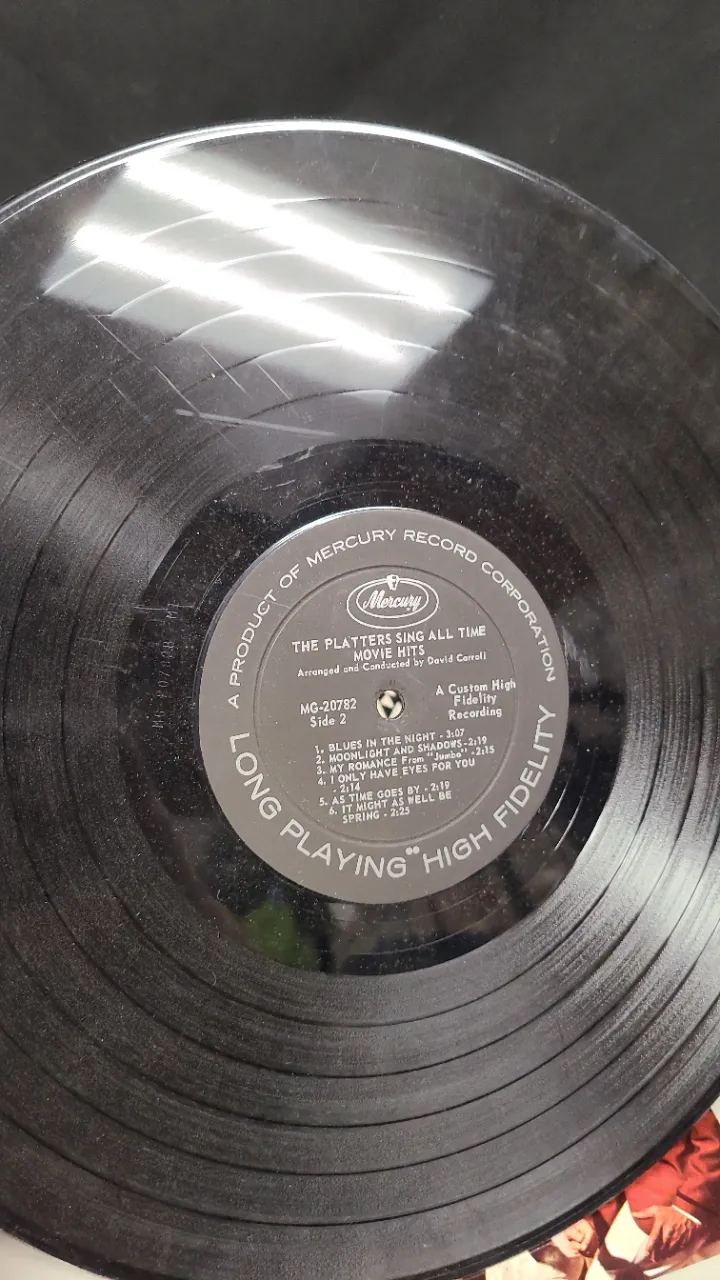 A PRODUCT OF MERCURY RECORD CORPORATION
Mercury
THE PLATTERS SING ALL TIME
MOVIE HITS
Arranged and Conducted by David Carroll
MG-20782
Side 2
A Custom High
Fidelity
Recording
1. BLUES IN THE NIGHT - 3:07
2. MOONLIGHT AND SHADOWS - 2:19
3. MY ROMANCE From "Jumbo" - 2:15
4. I ONLY HAVE EYES FOR YOU
- 2:14
5. AS TIME GOES BY - 2:19
6. IT MIGHT AS WELL BE
SPRING - 2:25
LONG PLAYING HIGH FIDELITY